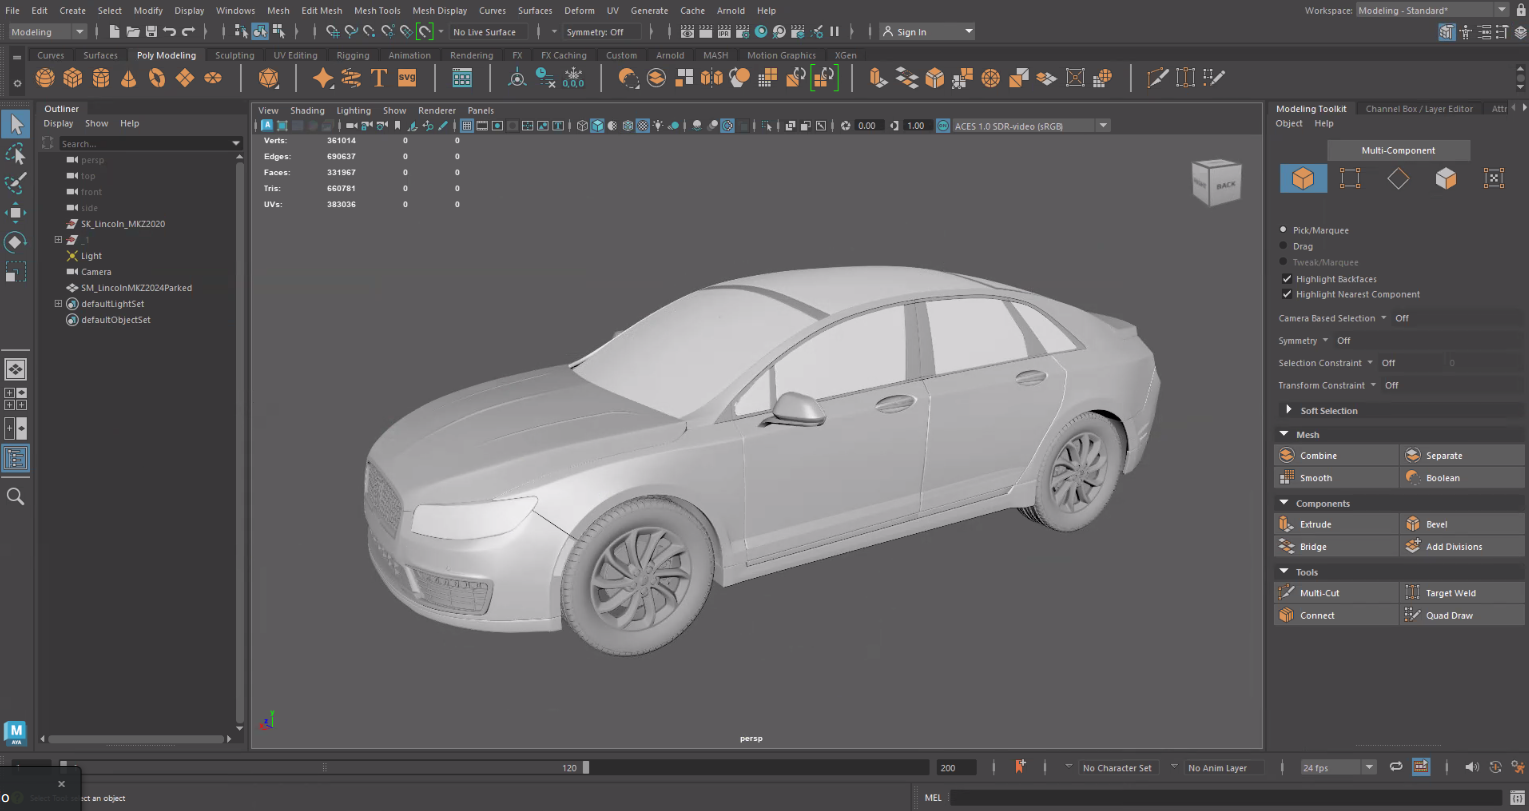 File Edit Create Select Modify Display Windows Mesh Edit Mesh Mesh Tools Mesh Display Curves Surfaces Deform UV Generate Cache Arnold Help Workspace: Modeling - Standard*
Modeling No Live Surface Symmetry: Off Sign In
Curves Surfaces Poly Modeling Sculpting UV Editing Rigging Animation Rendering FX FX Caching Custom Arnold MASH Motion Graphics XGen
T SVG 0,0,0
Outliner
Display Show Help
Search...
persp
top
front
side
SK_Lincoln_MKZ2020
_1
Light
Camera
SM_LincolnMKZ2024Parked
defaultLightSet
defaultObjectSet
View Shading Lighting Show Renderer Panels
0.00 1.00 ACES 1.0 SDR-video (sRGB)
Verts: 361014 0 0
Edges: 690637 0 0
Faces: 331967 0 0
Tris: 660781 0 0
UVs: 383036 0 0
BACK
persp
Modeling Toolkit Channel Box / Layer Editor Attr
Object Help
Multi-Component
Pick/Marquee
Drag
Tweak/Marquee
Highlight Backfaces
Highlight Nearest Component
Camera Based Selection Off
Symmetry Off
Selection Constraint Off 0
Transform Constraint Off
Soft Selection
Mesh
Combine Separate
Smooth Boolean
Components
Extrude Bevel
Bridge Add Divisions
Tools
Multi-Cut Target Weld
Connect Quad Draw
M
AYA
120 200 No Character Set No Anim Layer 24 fps
Select Tool: select an object MEL